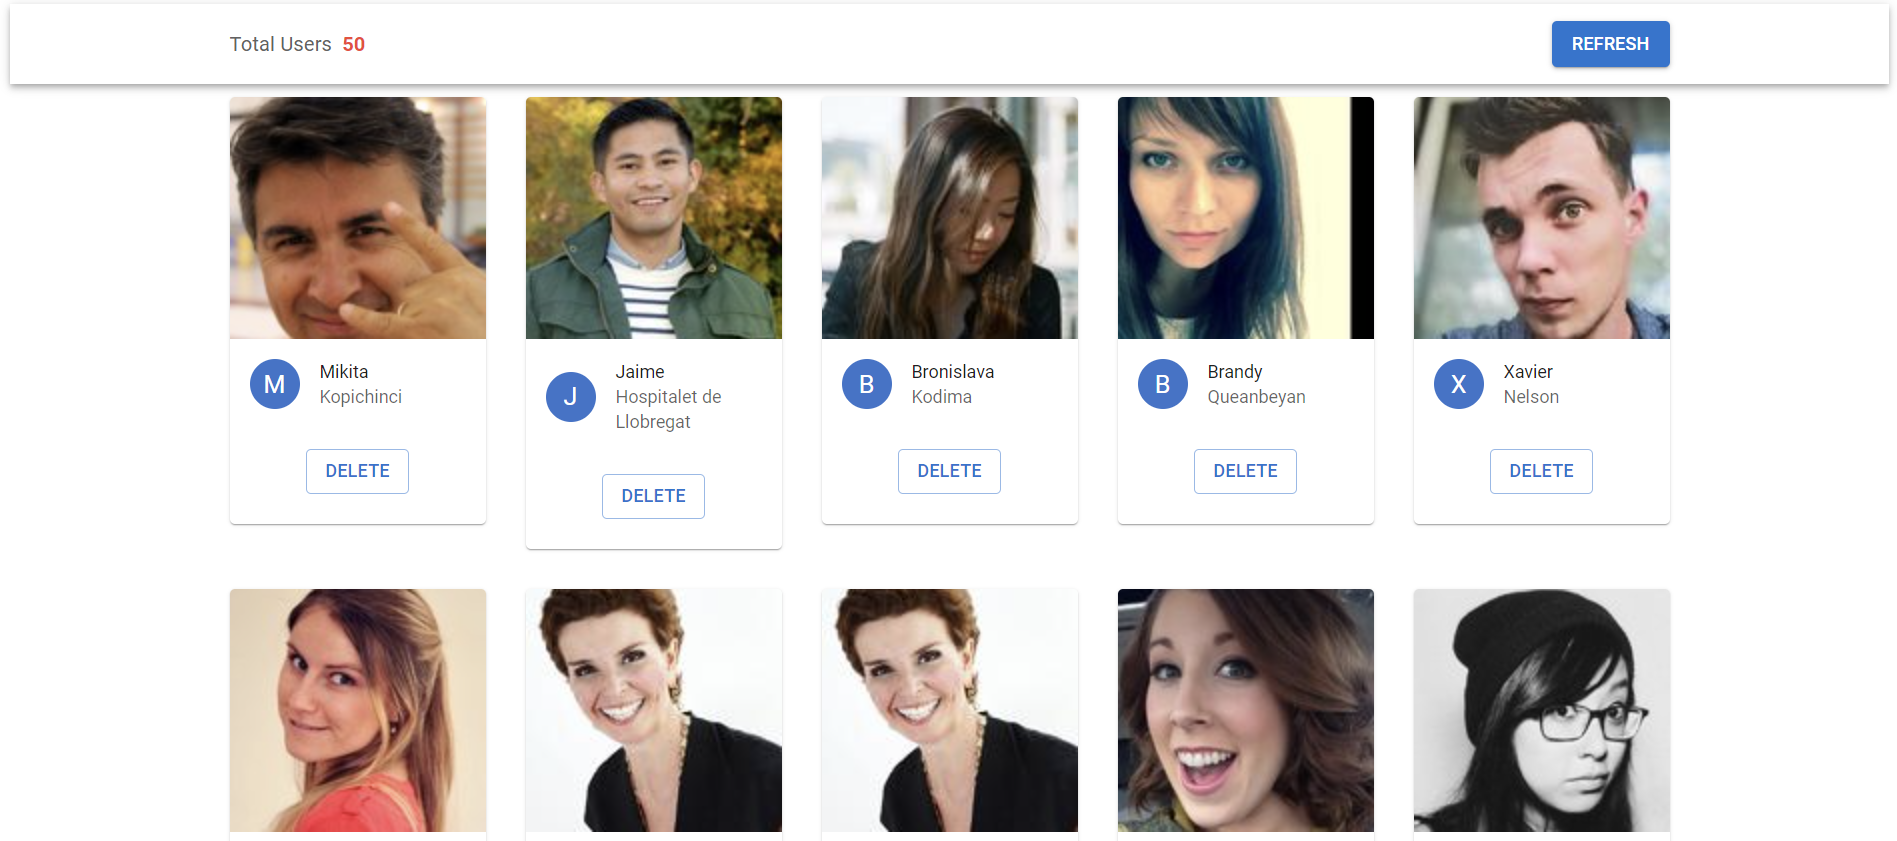 Total Users 50
REFRESH
M
Mikita
Kopichinci
DELETE
J
Jaime
Hospitalet de
Llobregat
DELETE
B
Bronislava
Kodima
DELETE
B
Brandy
Queanbeyan
DELETE
X
Xavier
Nelson
DELETE